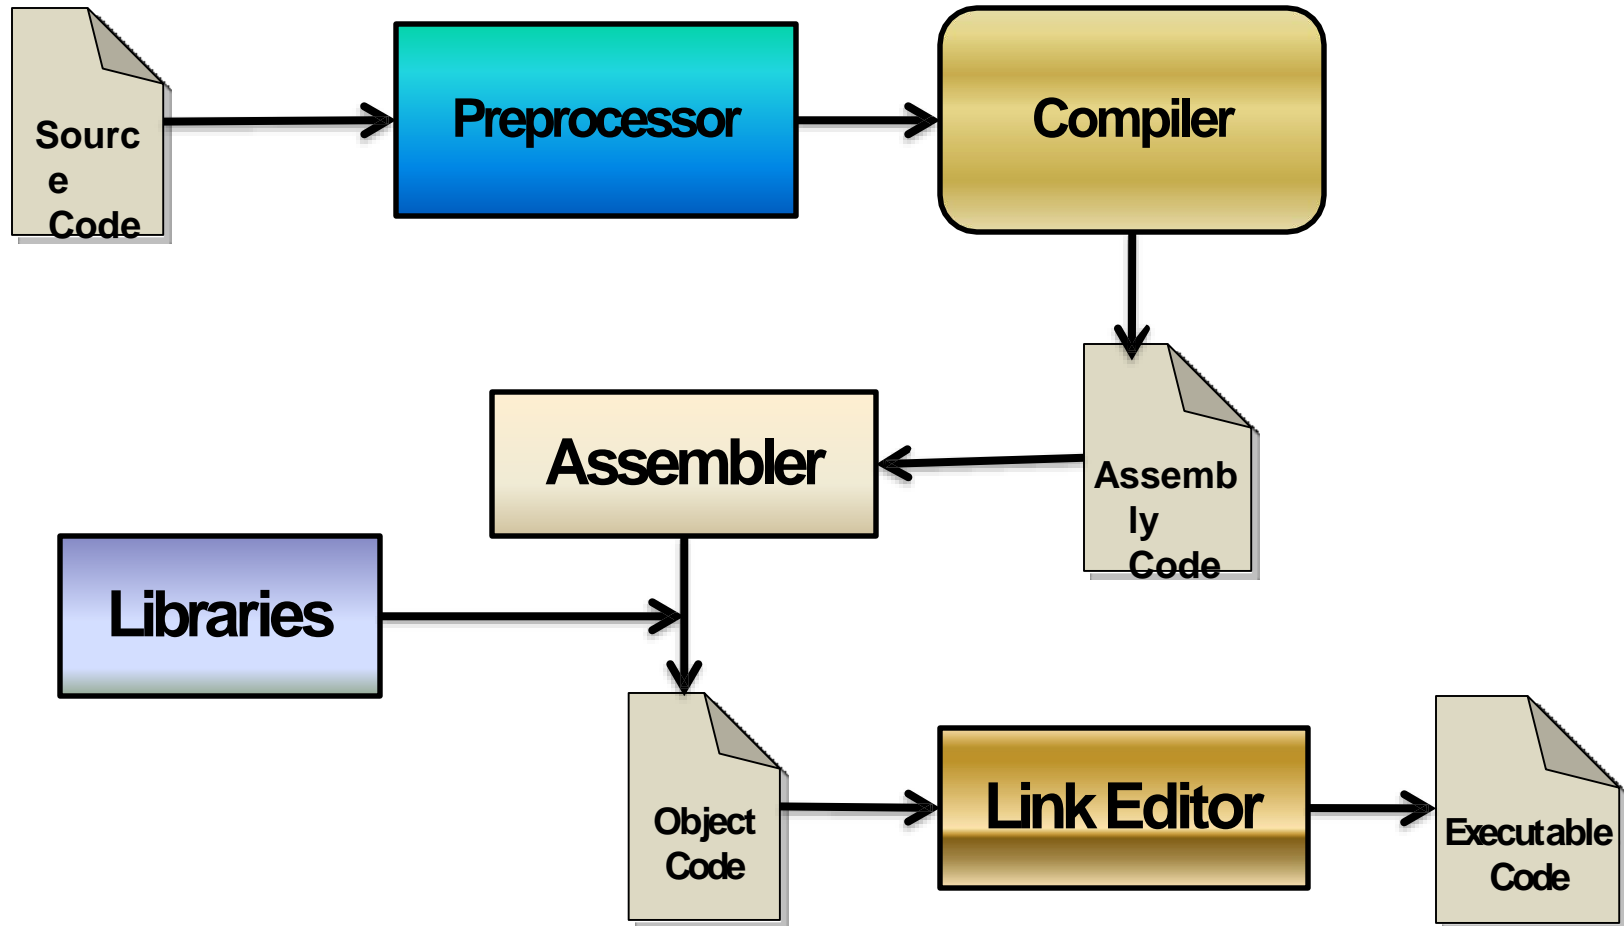 Sourc
e
Code
Preprocessor
Compiler
Assembler
Assemb
ly
Code
Libraries
Object
Code
Link Editor
Executable
Code